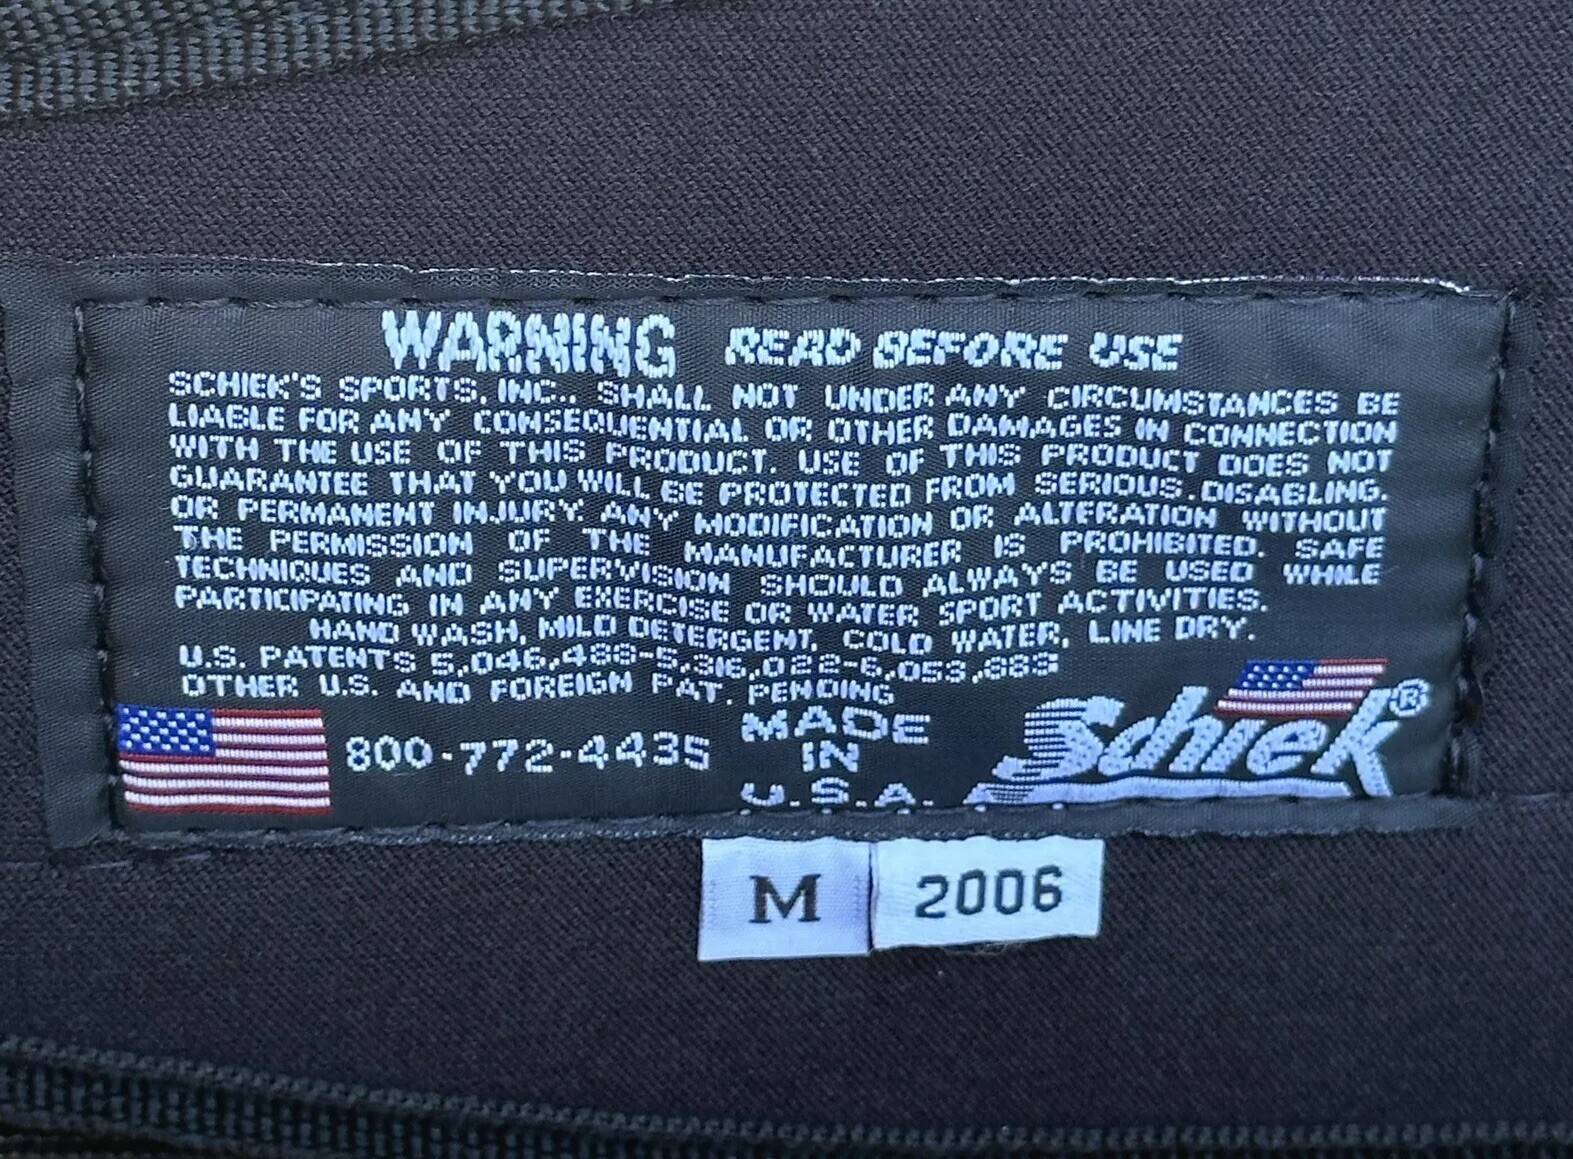 WARNING READ BEFORE USE
SCHIEK'S SPORTS, INC., SHALL NOT UNDER ANY CIRCUMSTANCES BE
LIABLE FOR ANY CONSEQUENTIAL OR OTHER DAMAGES IN CONNECTION
WITH THE USE OF THIS PRODUCT. USE OF THIS PRODUCT DOES NOT
GUARANTEE THAT YOU WILL BE PROTECTED FROM SERIOUS, DISABLING,
OR PERMANENT INJURY. ANY MODIFICATION OR ALTERATION WITHOUT
THE PERMISSION OF THE MANUFACTURER IS PROHIBITED. SAFE
TECHNIQUES AND SUPERVISION SHOULD ALWAYS BE USED WHILE
PARTICIPATING IN ANY EXERCISE OR WATER SPORT ACTIVITIES.
HAND WASH, MILD DETERGENT, COLD WATER, LINE DRY.
U.S. PATENTS 5,046,488-5,316,022-6,053,883
OTHER U.S. AND FOREIGN PAT. PENDING
800-772-4435
MADE
IN
U.S.A.
Schiek®
M
2006